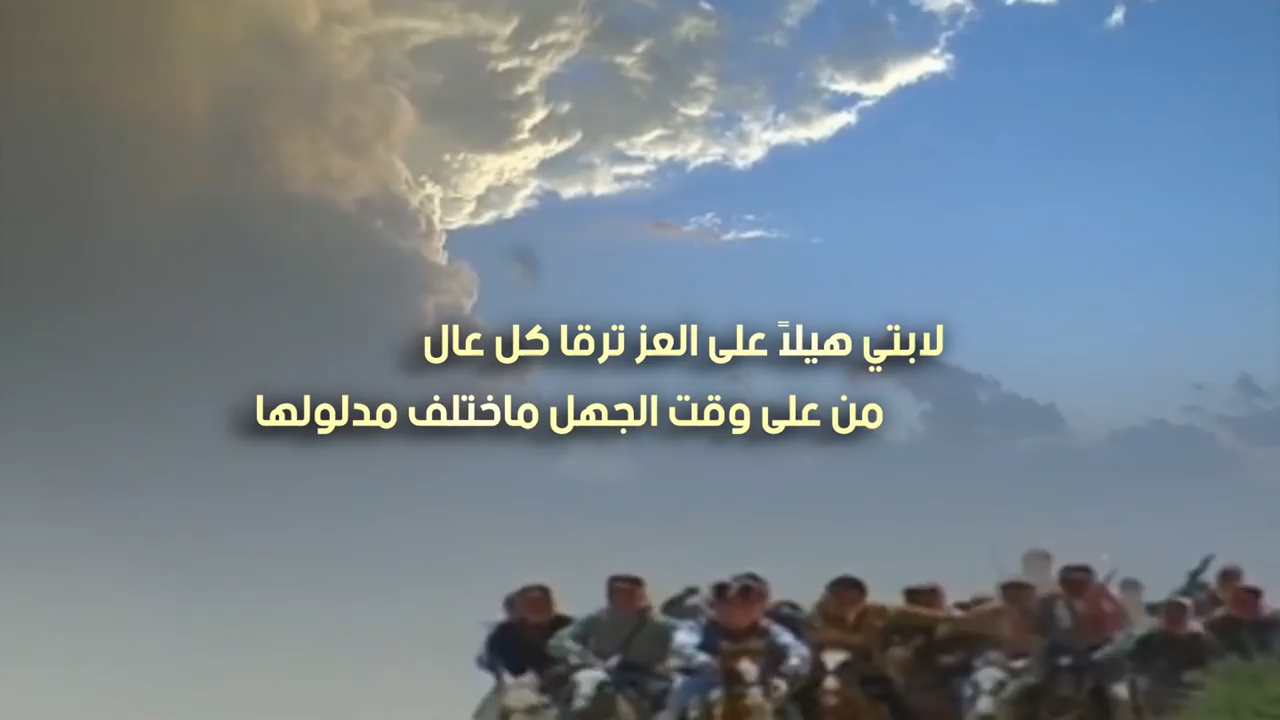 لابتي هيلاً على العز ترقا كل عال
من على وقت الجهل ماختلف مدلولها